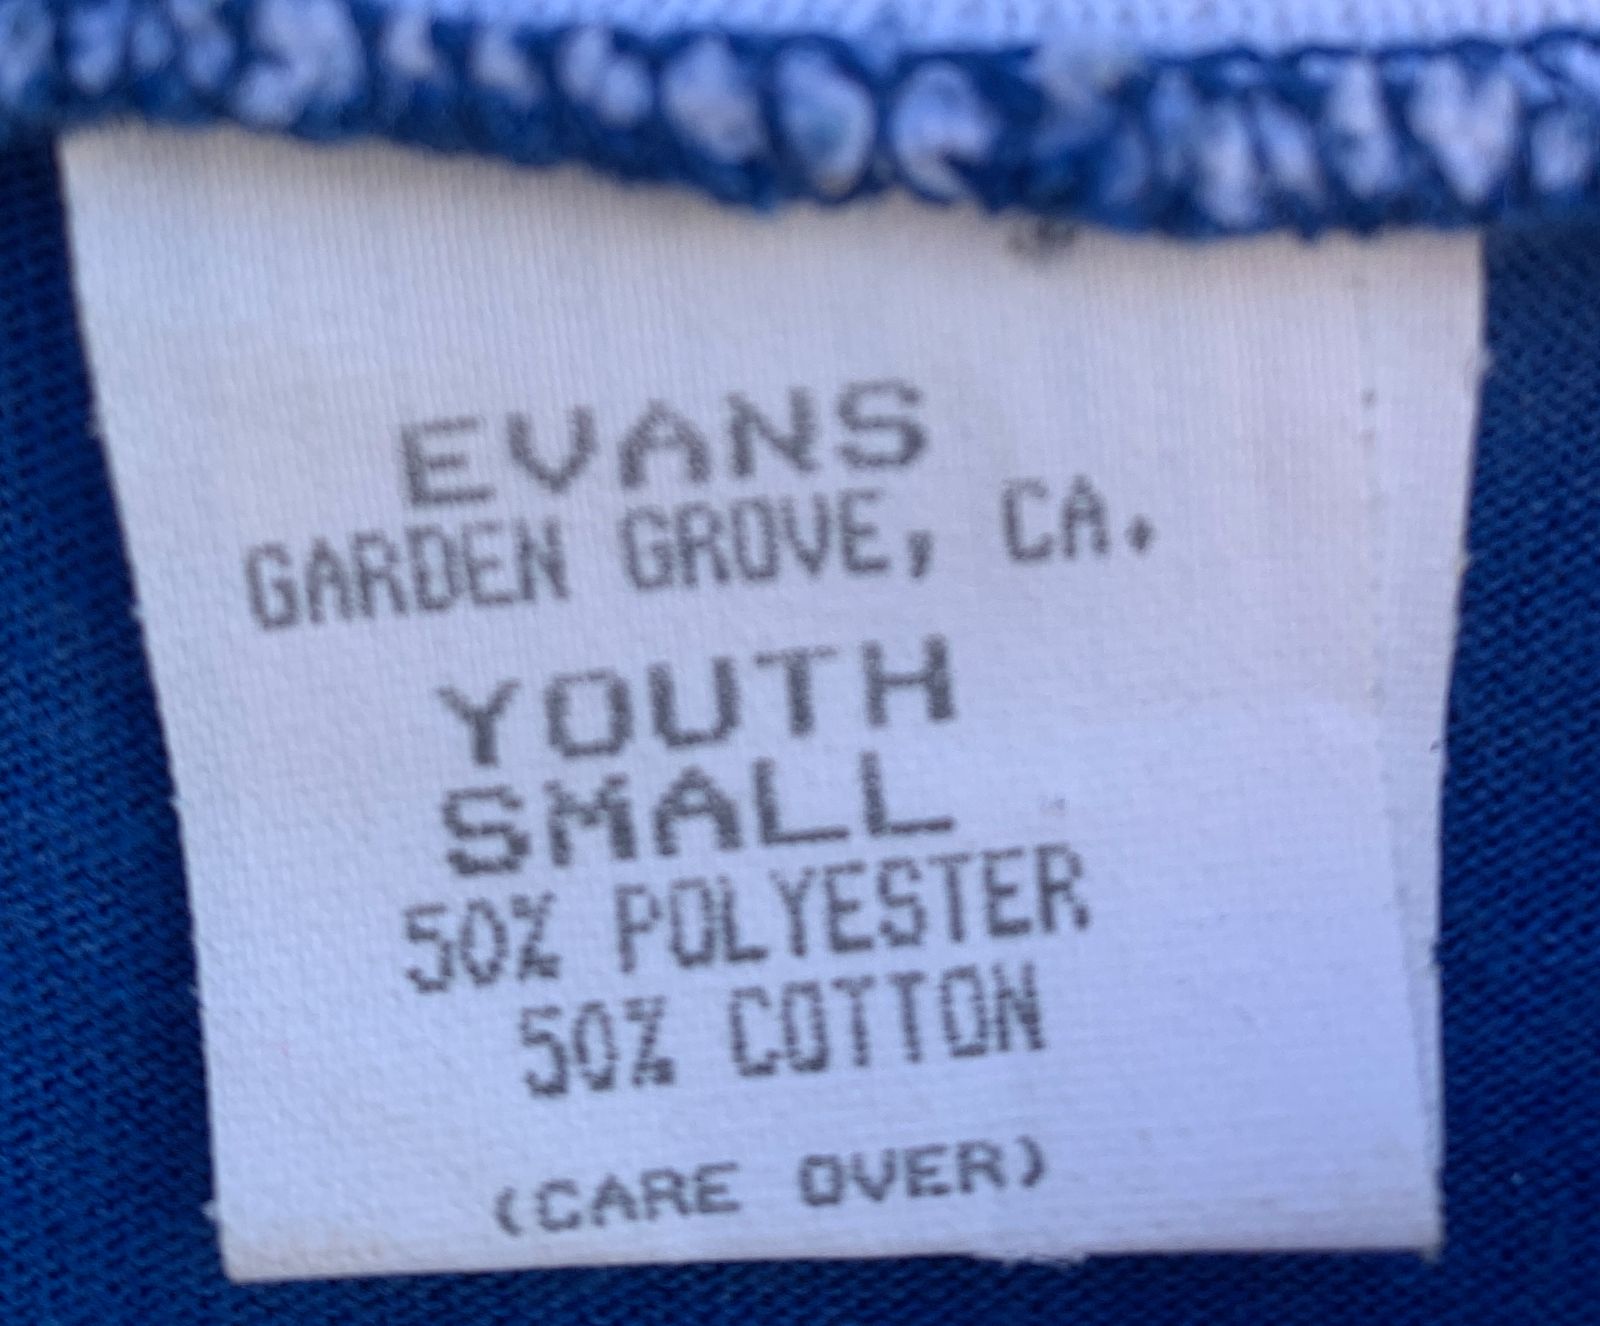 EVANS
GARDEN GROVE, CA.
YOUTH
SMALL
50% POLYESTER
50% COTTON
(CARE OVER)